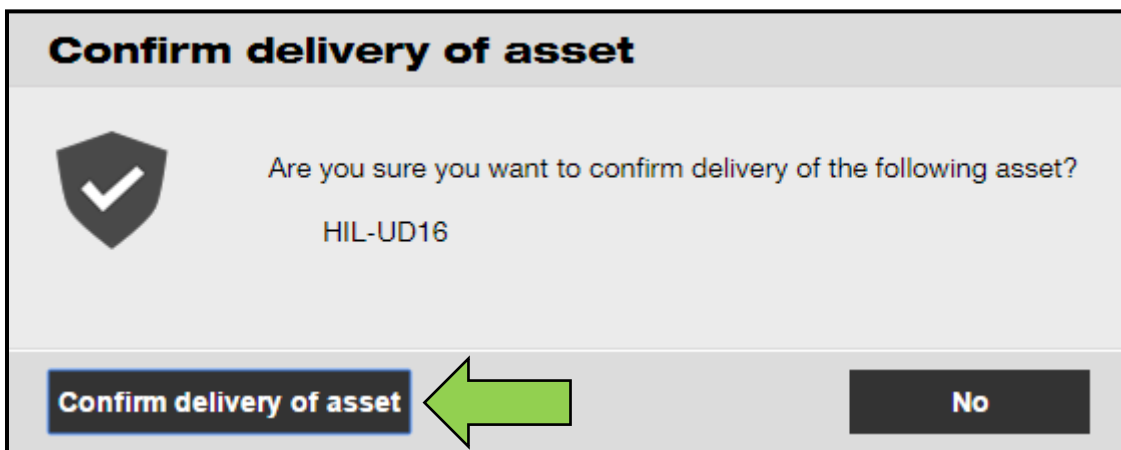 Confirm delivery of asset
Are you sure you want to confirm delivery of the following asset?
HIL-UD16
Confirm delivery of asset
No